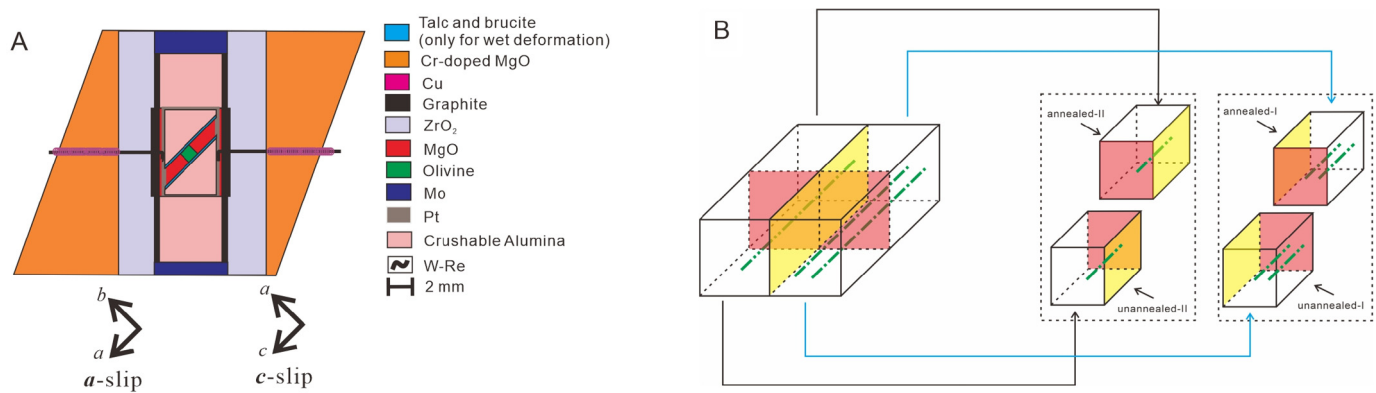 A
Talc and brucite
(only for wet deformation)
Cr-doped MgO
Cu
Graphite
ZrO₂
MgO
Olivine
Mo
Pt
Crushable Alumina
W-Re
2 mm
b
a
a-slip
a
c
c-slip
B
annealed-II
annealed-I
unannealed-II
unannealed-I